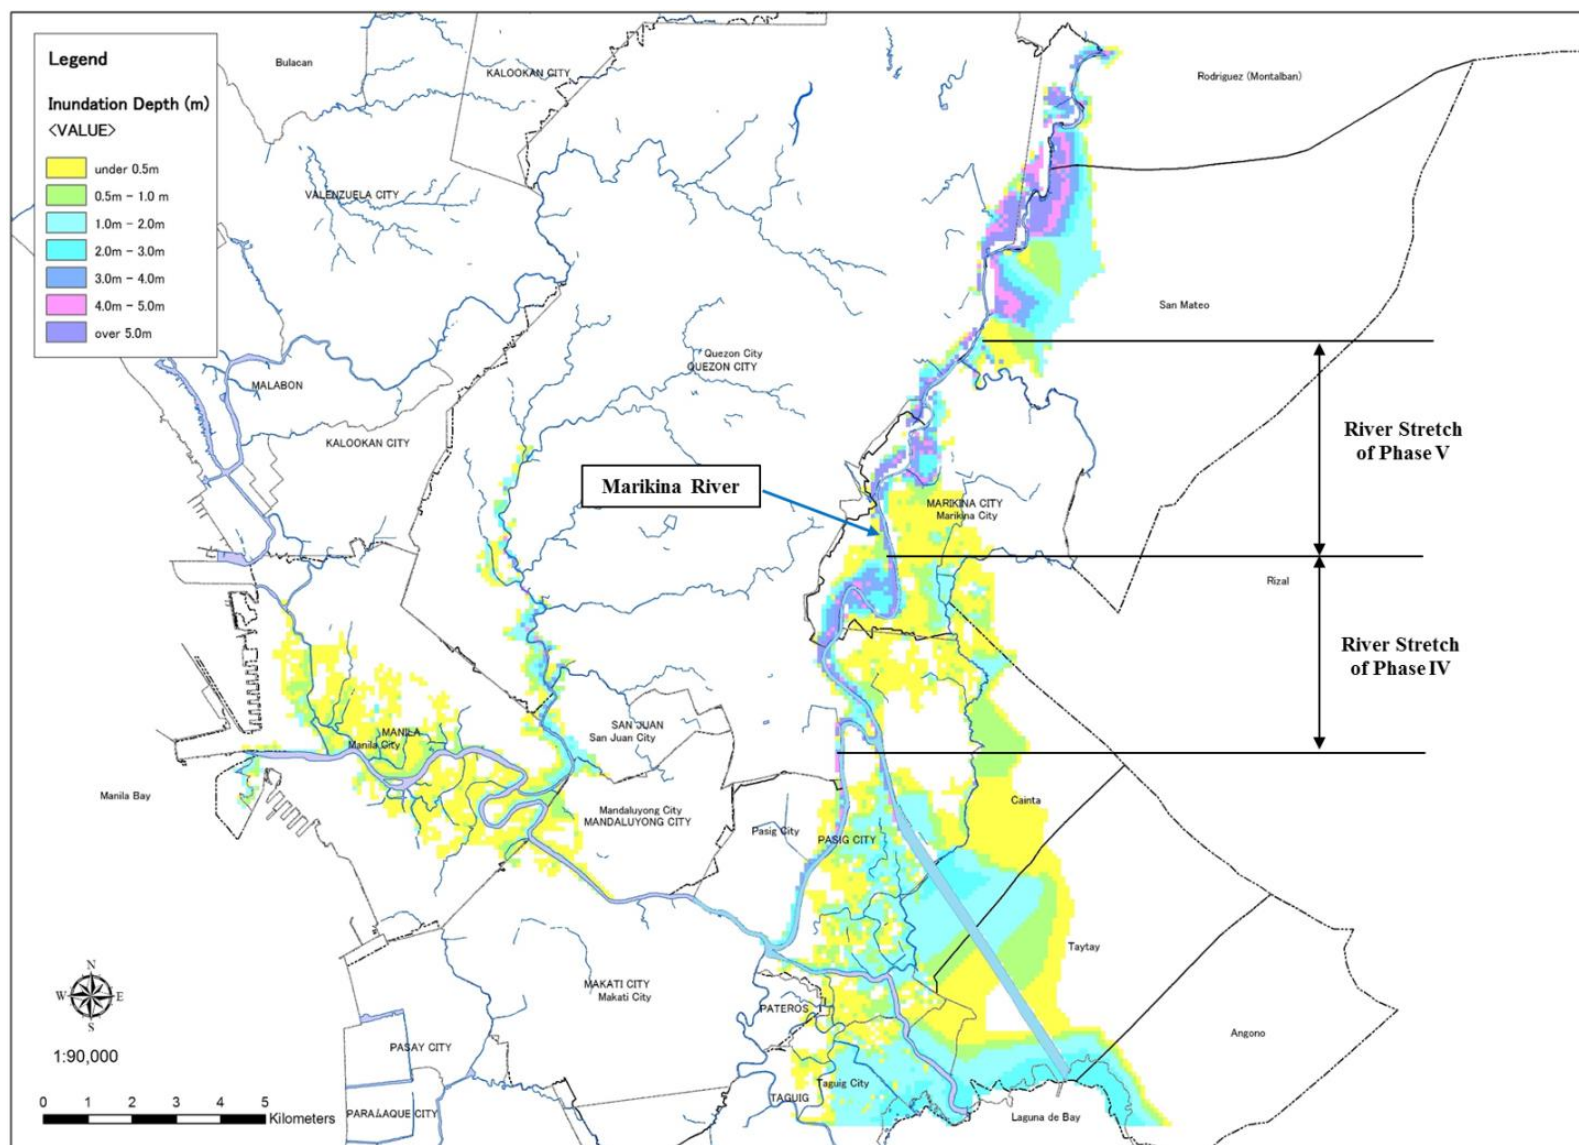 Legend
Inundation Depth (m)
<VALUE>
under 0.5m
0.5m - 1.0 m
1.0m - 2.0m
2.0m - 3.0m
3.0m - 4.0m
4.0m - 5.0m
over 5.0m
Bulacan
KALOOKAN CITY
Rodriguez (Montalban)
VALENZUELA CITY
San Mateo
Quezon City
QUEZON CITY
MALABON
KALOOKAN CITY
River Stretch
of Phase V
Marikina River
MARIKINA CITY
Marikina City
Rizal
River Stretch
of Phase IV
SAN JUAN
San Juan City
MANILA
Manila City
Manila Bay
Mandaluyong City
MANDALUYONG CITY
Pasig City
PASIG CITY
Cainta
Taytay
MAKATI CITY
Makati City
PATEROS
Angono
PASAY CITY
Taguig City
TAGUIG
PARAÑAQUE CITY
Laguna de Bay
N
W
E
S
1:90,000
0 1 2 3 4 5
Kilometers